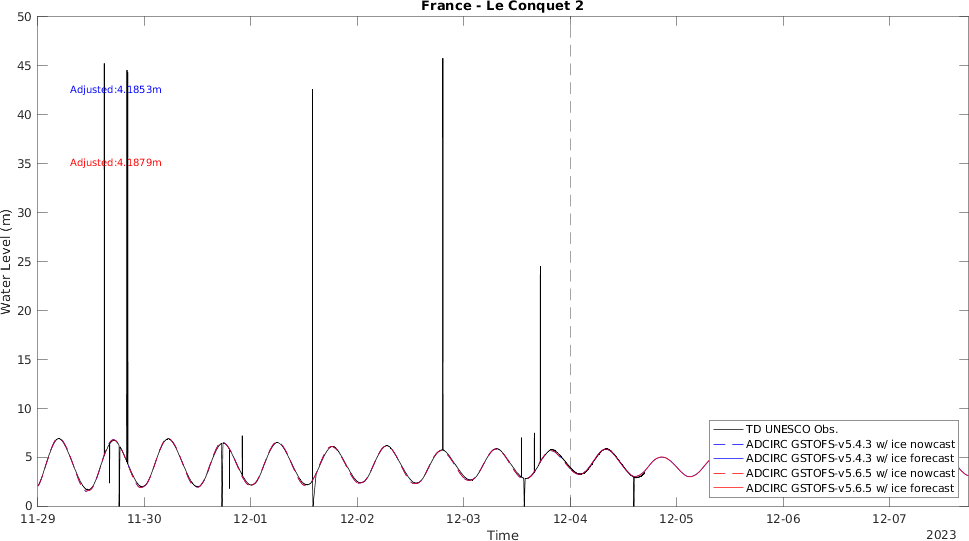 France - Le Conquet 2
50
45
40
35
30
25
20
15
10
5
0
Water Level (m)
Adjusted:4.1853m
Adjusted:4.1879m
TD UNESCO Obs.
ADCIRC GSTOFS-v5.4.3 w/ ice nowcast
ADCIRC GSTOFS-v5.4.3 w/ ice forecast
ADCIRC GSTOFS-v5.6.5 w/ ice nowcast
ADCIRC GSTOFS-v5.6.5 w/ ice forecast
11-29 11-30 12-01 12-02 12-03 12-04 12-05 12-06 12-07
Time
2023